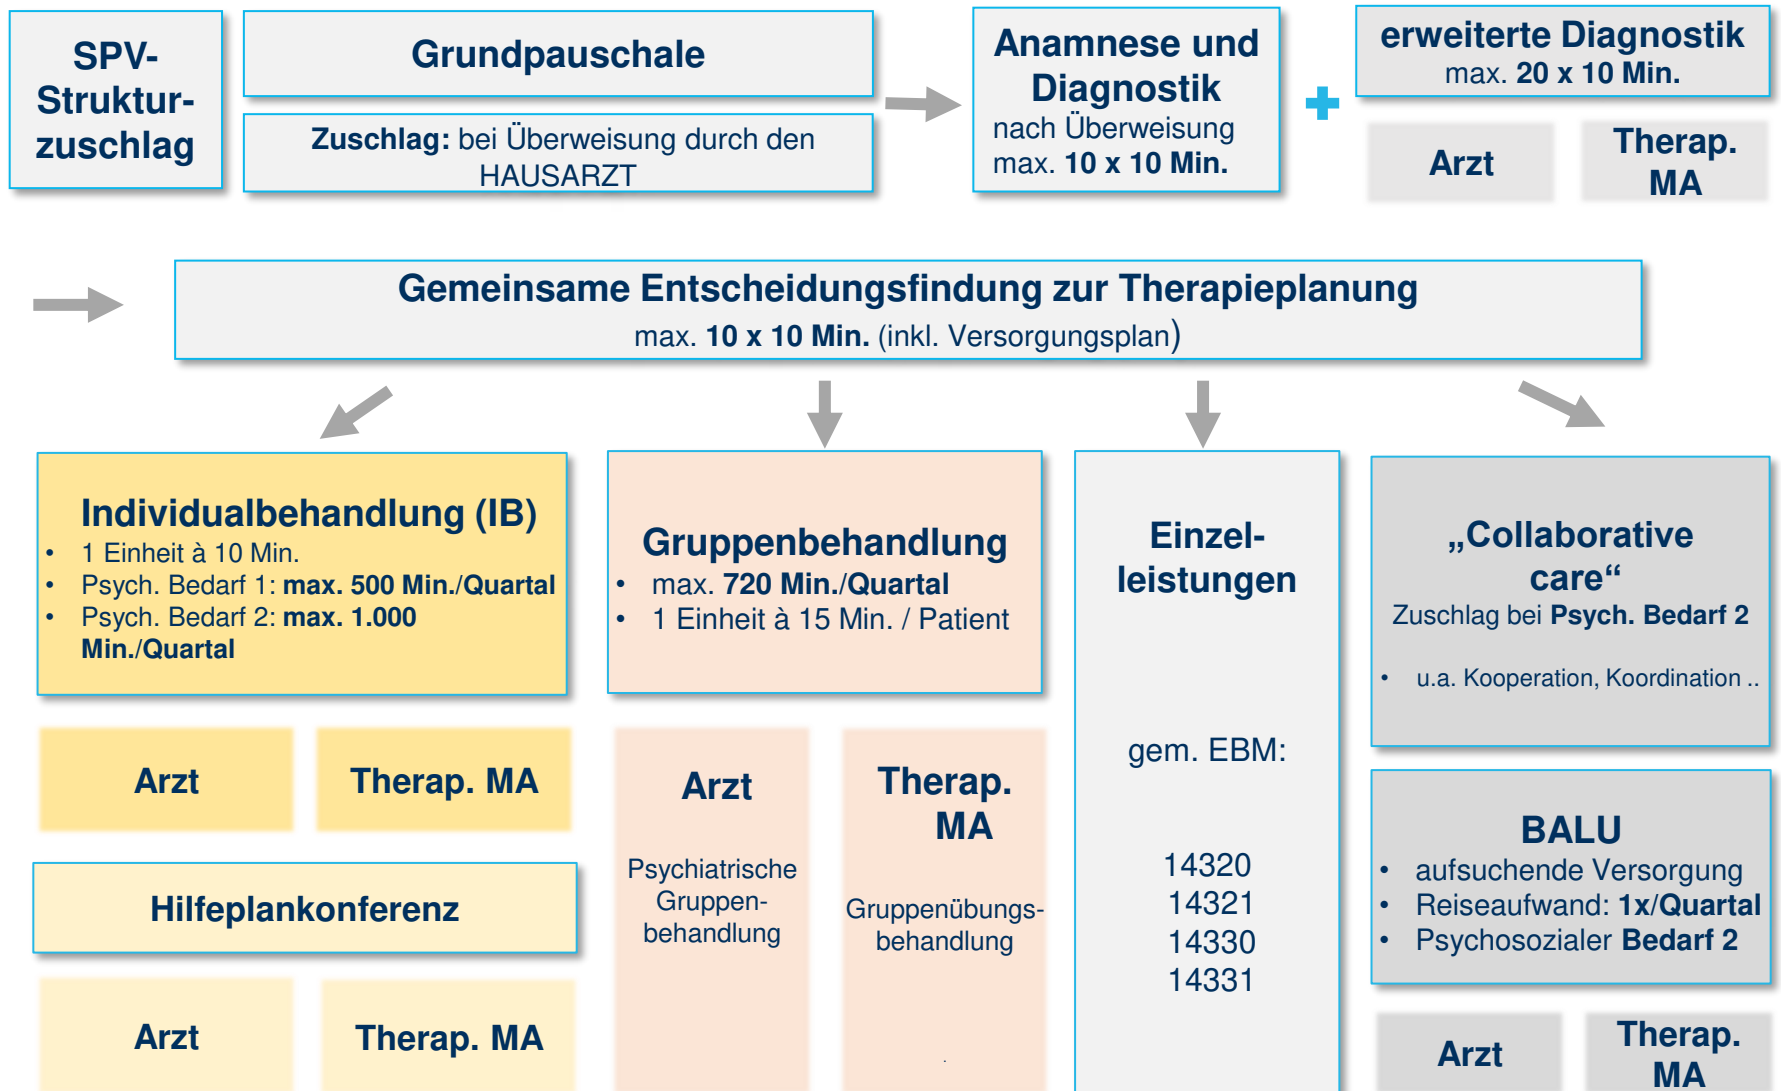 SPV-
Struktur-
zuschlag
Grundpauschale
Zuschlag: bei Überweisung durch den
HAUSARZT
Anamnese und
Diagnostik
nach Überweisung
max. 10 x 10 Min.
erweiterte Diagnostik
max. 20 x 10 Min.
Arzt
Therap.
MA
Gemeinsame Entscheidungsfindung zur Therapieplanung
max. 10 x 10 Min. (inkl. Versorgungsplan)
Individualbehandlung (IB)
• 1 Einheit à 10 Min.
• Psych. Bedarf 1: max. 500 Min./Quartal
• Psych. Bedarf 2: max. 1.000
Min./Quartal
Arzt
Therap. MA
Hilfeplankonferenz
Arzt
Therap. MA
Gruppenbehandlung
• max. 720 Min./Quartal
• 1 Einheit à 15 Min. / Patient
Arzt
Psychiatrische
Gruppen-
behandlung
Therap.
MA
Gruppenübungs-
behandlung
.
Einzel-
leistungen
gem. EBM:
14320
14321
14330
14331
„Collaborative
care“
Zuschlag bei Psych. Bedarf 2
• u.a. Kooperation, Koordination ..
BALU
• aufsuchende Versorgung
• Reiseaufwand: 1x/Quartal
• Psychosozialer Bedarf 2
Arzt
Therap.
MA